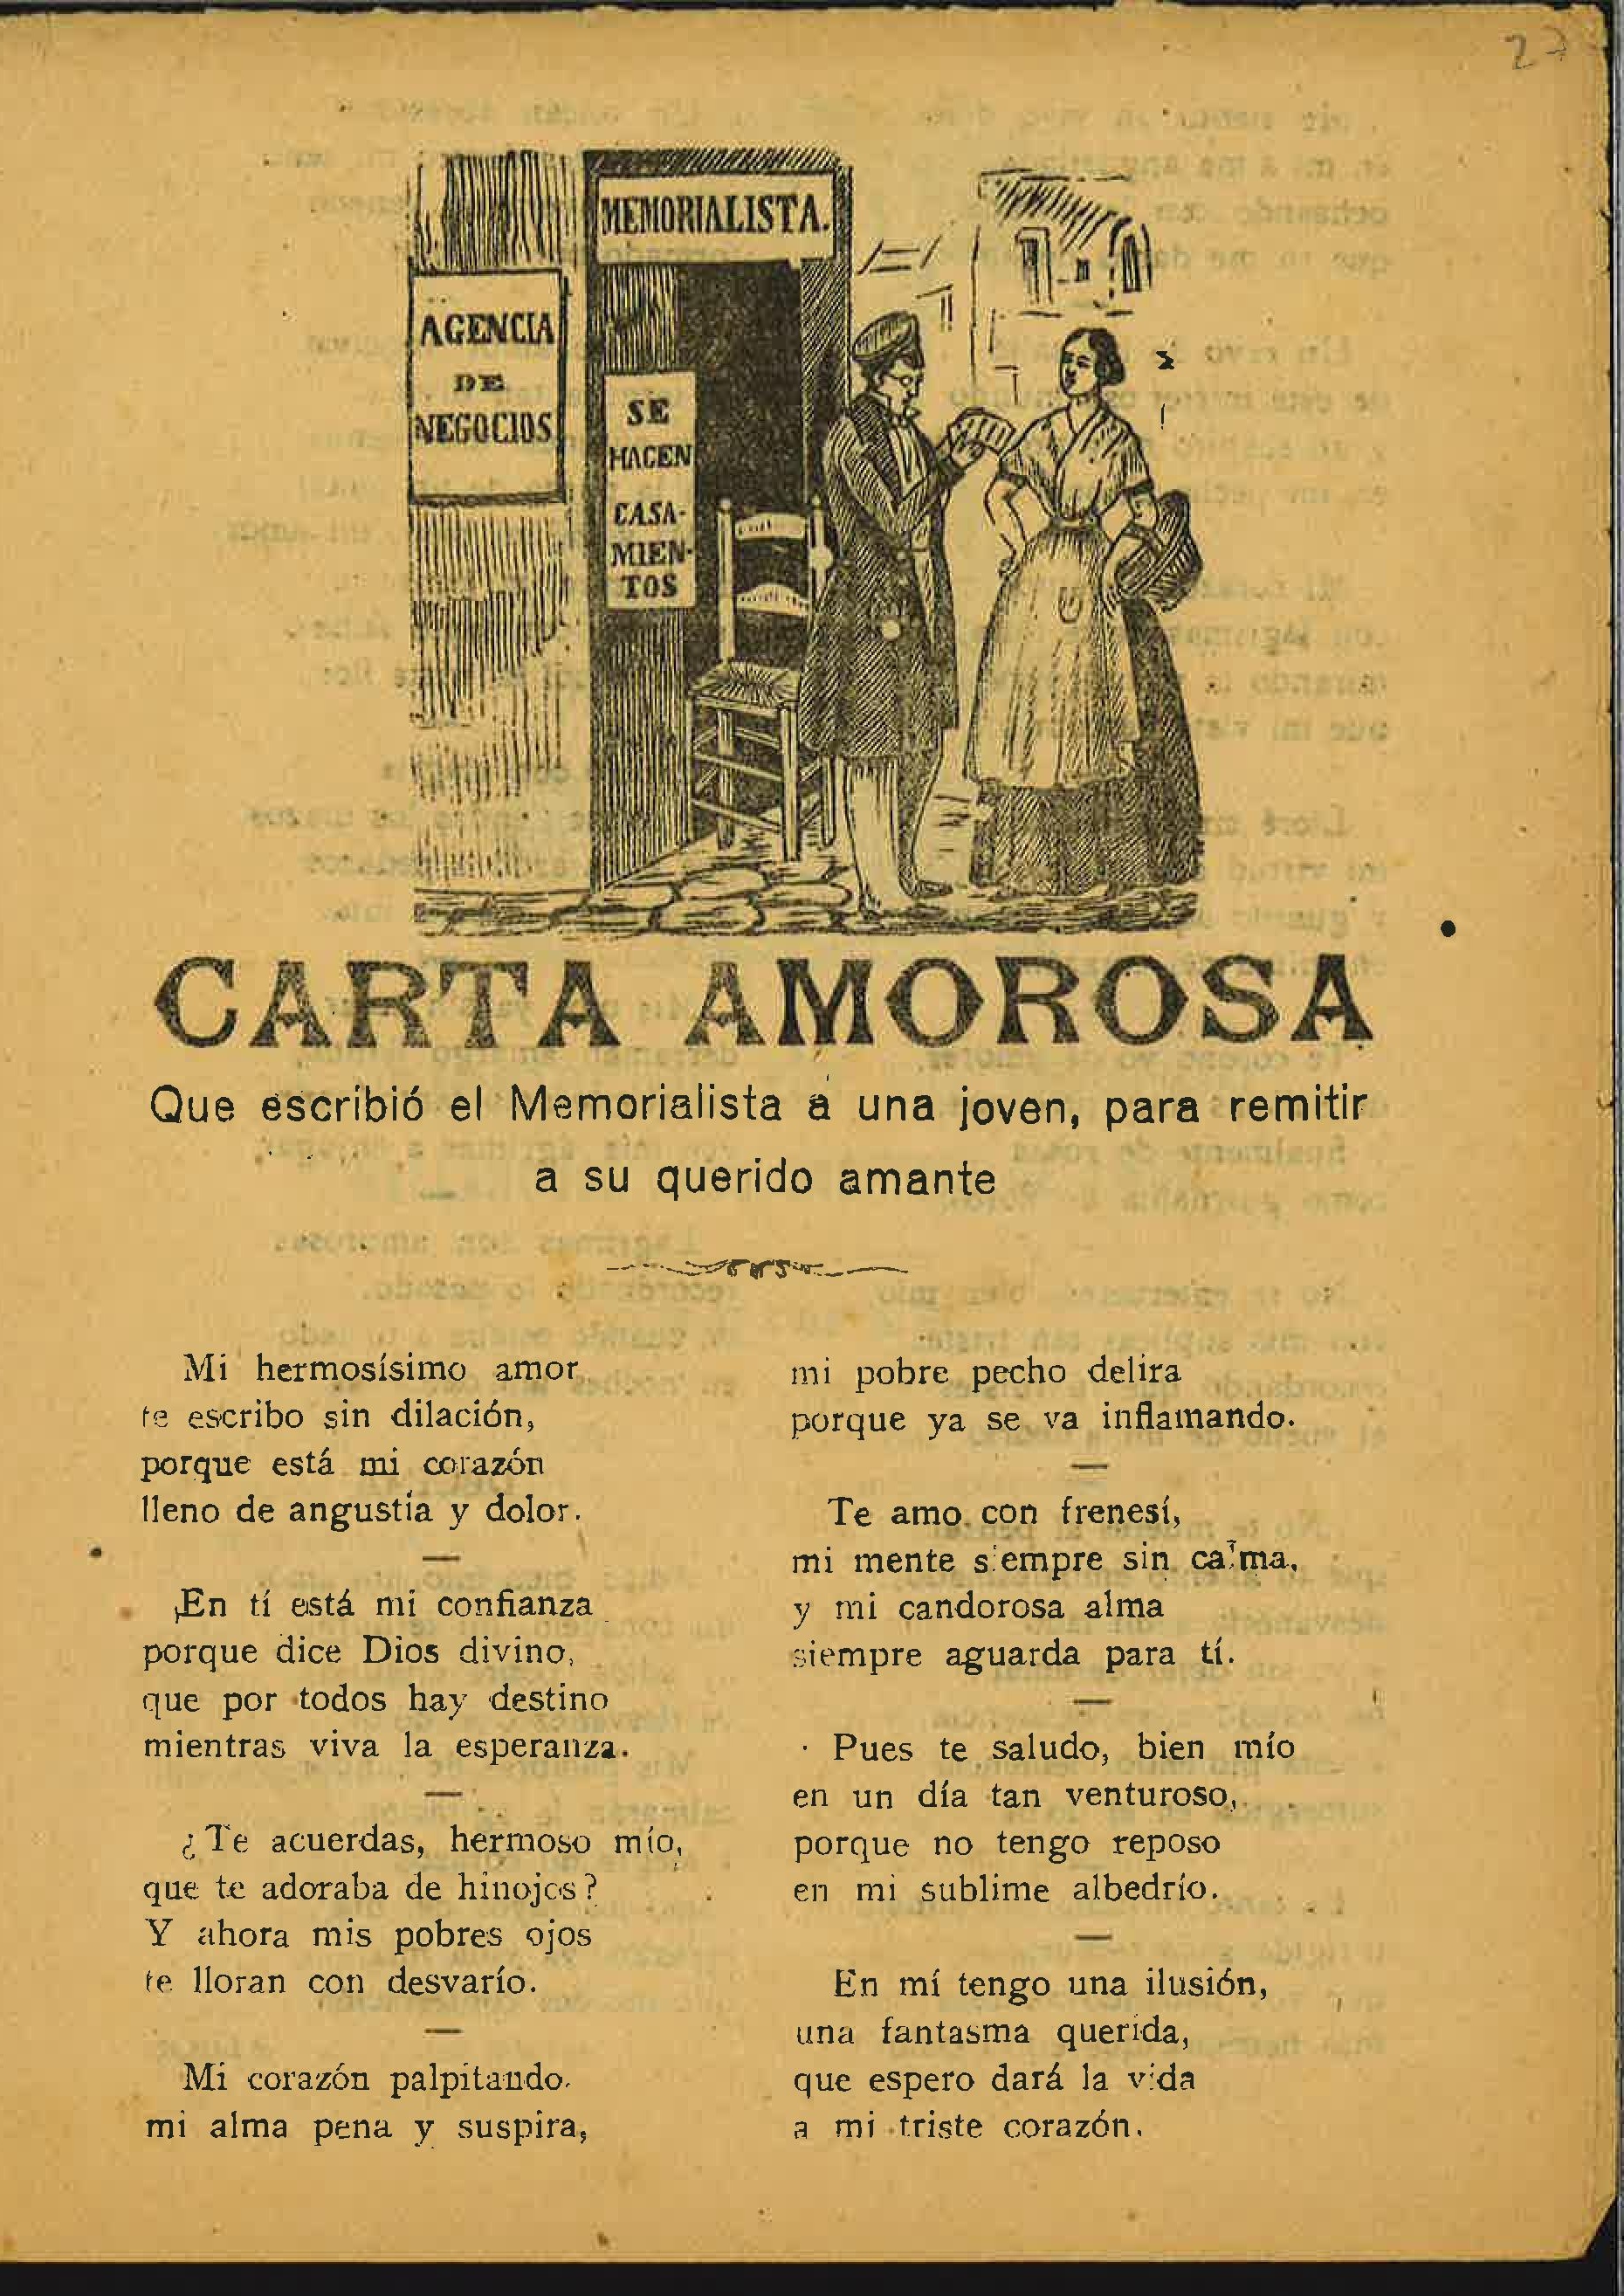 27
MEMORIALISTA.
AGENCIA
DE
NEGOCIOS
SE
HACEN
CASA-
MIEN-
TOS
CARTA AMOROSA
Que escribió el Memorialista á una joven, para remitir
a su querido amante
Mi hermosísimo amor
te escribo sin dilación,
porque está mi corazón
lleno de angustia y dolor.
—
En tí está mi confianza
porque dice Dios divino,
que por todos hay destino
mientras viva la esperanza.
—
¿Te acuerdas, hermoso mío,
que te adoraba de hinojos?
Y ahora mis pobres ojos
te lloran con desvarío.
—
Mi corazón palpitando.
mi alma pena y suspira,
mi pobre pecho delira
porque ya se va inflamando.
—
Te amo con frenesí,
mi mente siempre sin calma,
y mi candorosa alma
siempre aguarda para tí.
—
Pues te saludo, bien mío
en un día tan venturoso,
porque no tengo reposo
en mi sublime albedrío.
—
En mí tengo una ilusión,
una fantasma querida,
que espero dará la vida
a mi triste corazón.